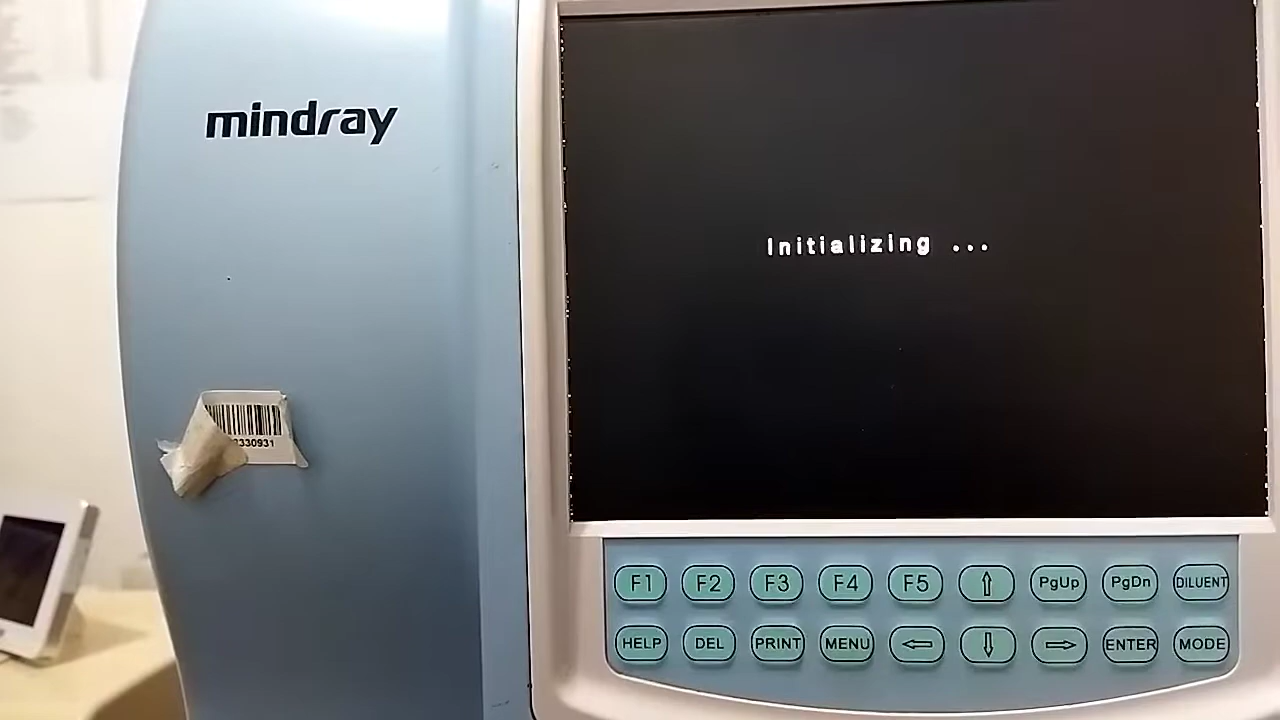 mindray
Initializing ...
330931
F1 F2 F3 F4 F5 PgUp PgDn DILUENT
HELP DEL PRINT MENU ENTER MODE